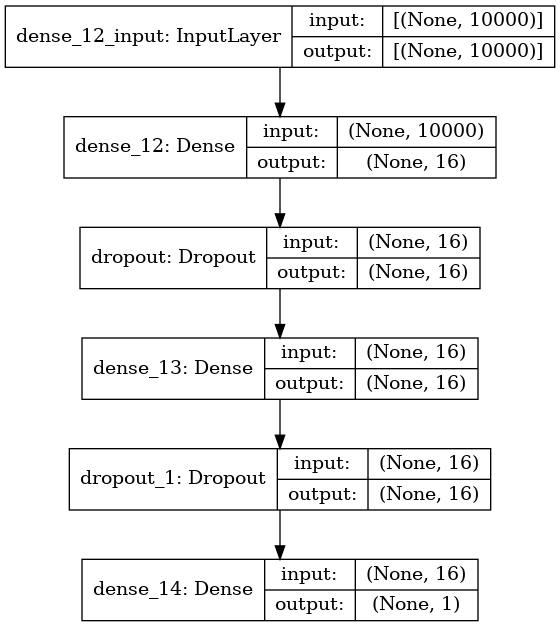 dense_12_input: InputLayer
input: [(None, 10000)]
output: [(None, 10000)]
dense_12: Dense
input: (None, 10000)
output: (None, 16)
dropout: Dropout
input: (None, 16)
output: (None, 16)
dense_13: Dense
input: (None, 16)
output: (None, 16)
dropout_1: Dropout
input: (None, 16)
output: (None, 16)
dense_14: Dense
input: (None, 16)
output: (None, 1)